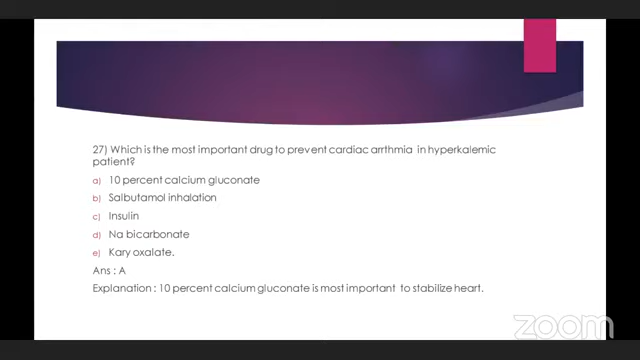 27) Which is the most important drug to prevent cardiac arrthmia in hyperkalemic
patient?
a) 10 percent calcium gluconate
b) Salbutamol inhalation
c) Insulin
d) Na bicarbonate
e) Kary oxalate.
Ans : A
Explanation : 10 percent calcium gluconate is most important to stabilize heart.
zoom